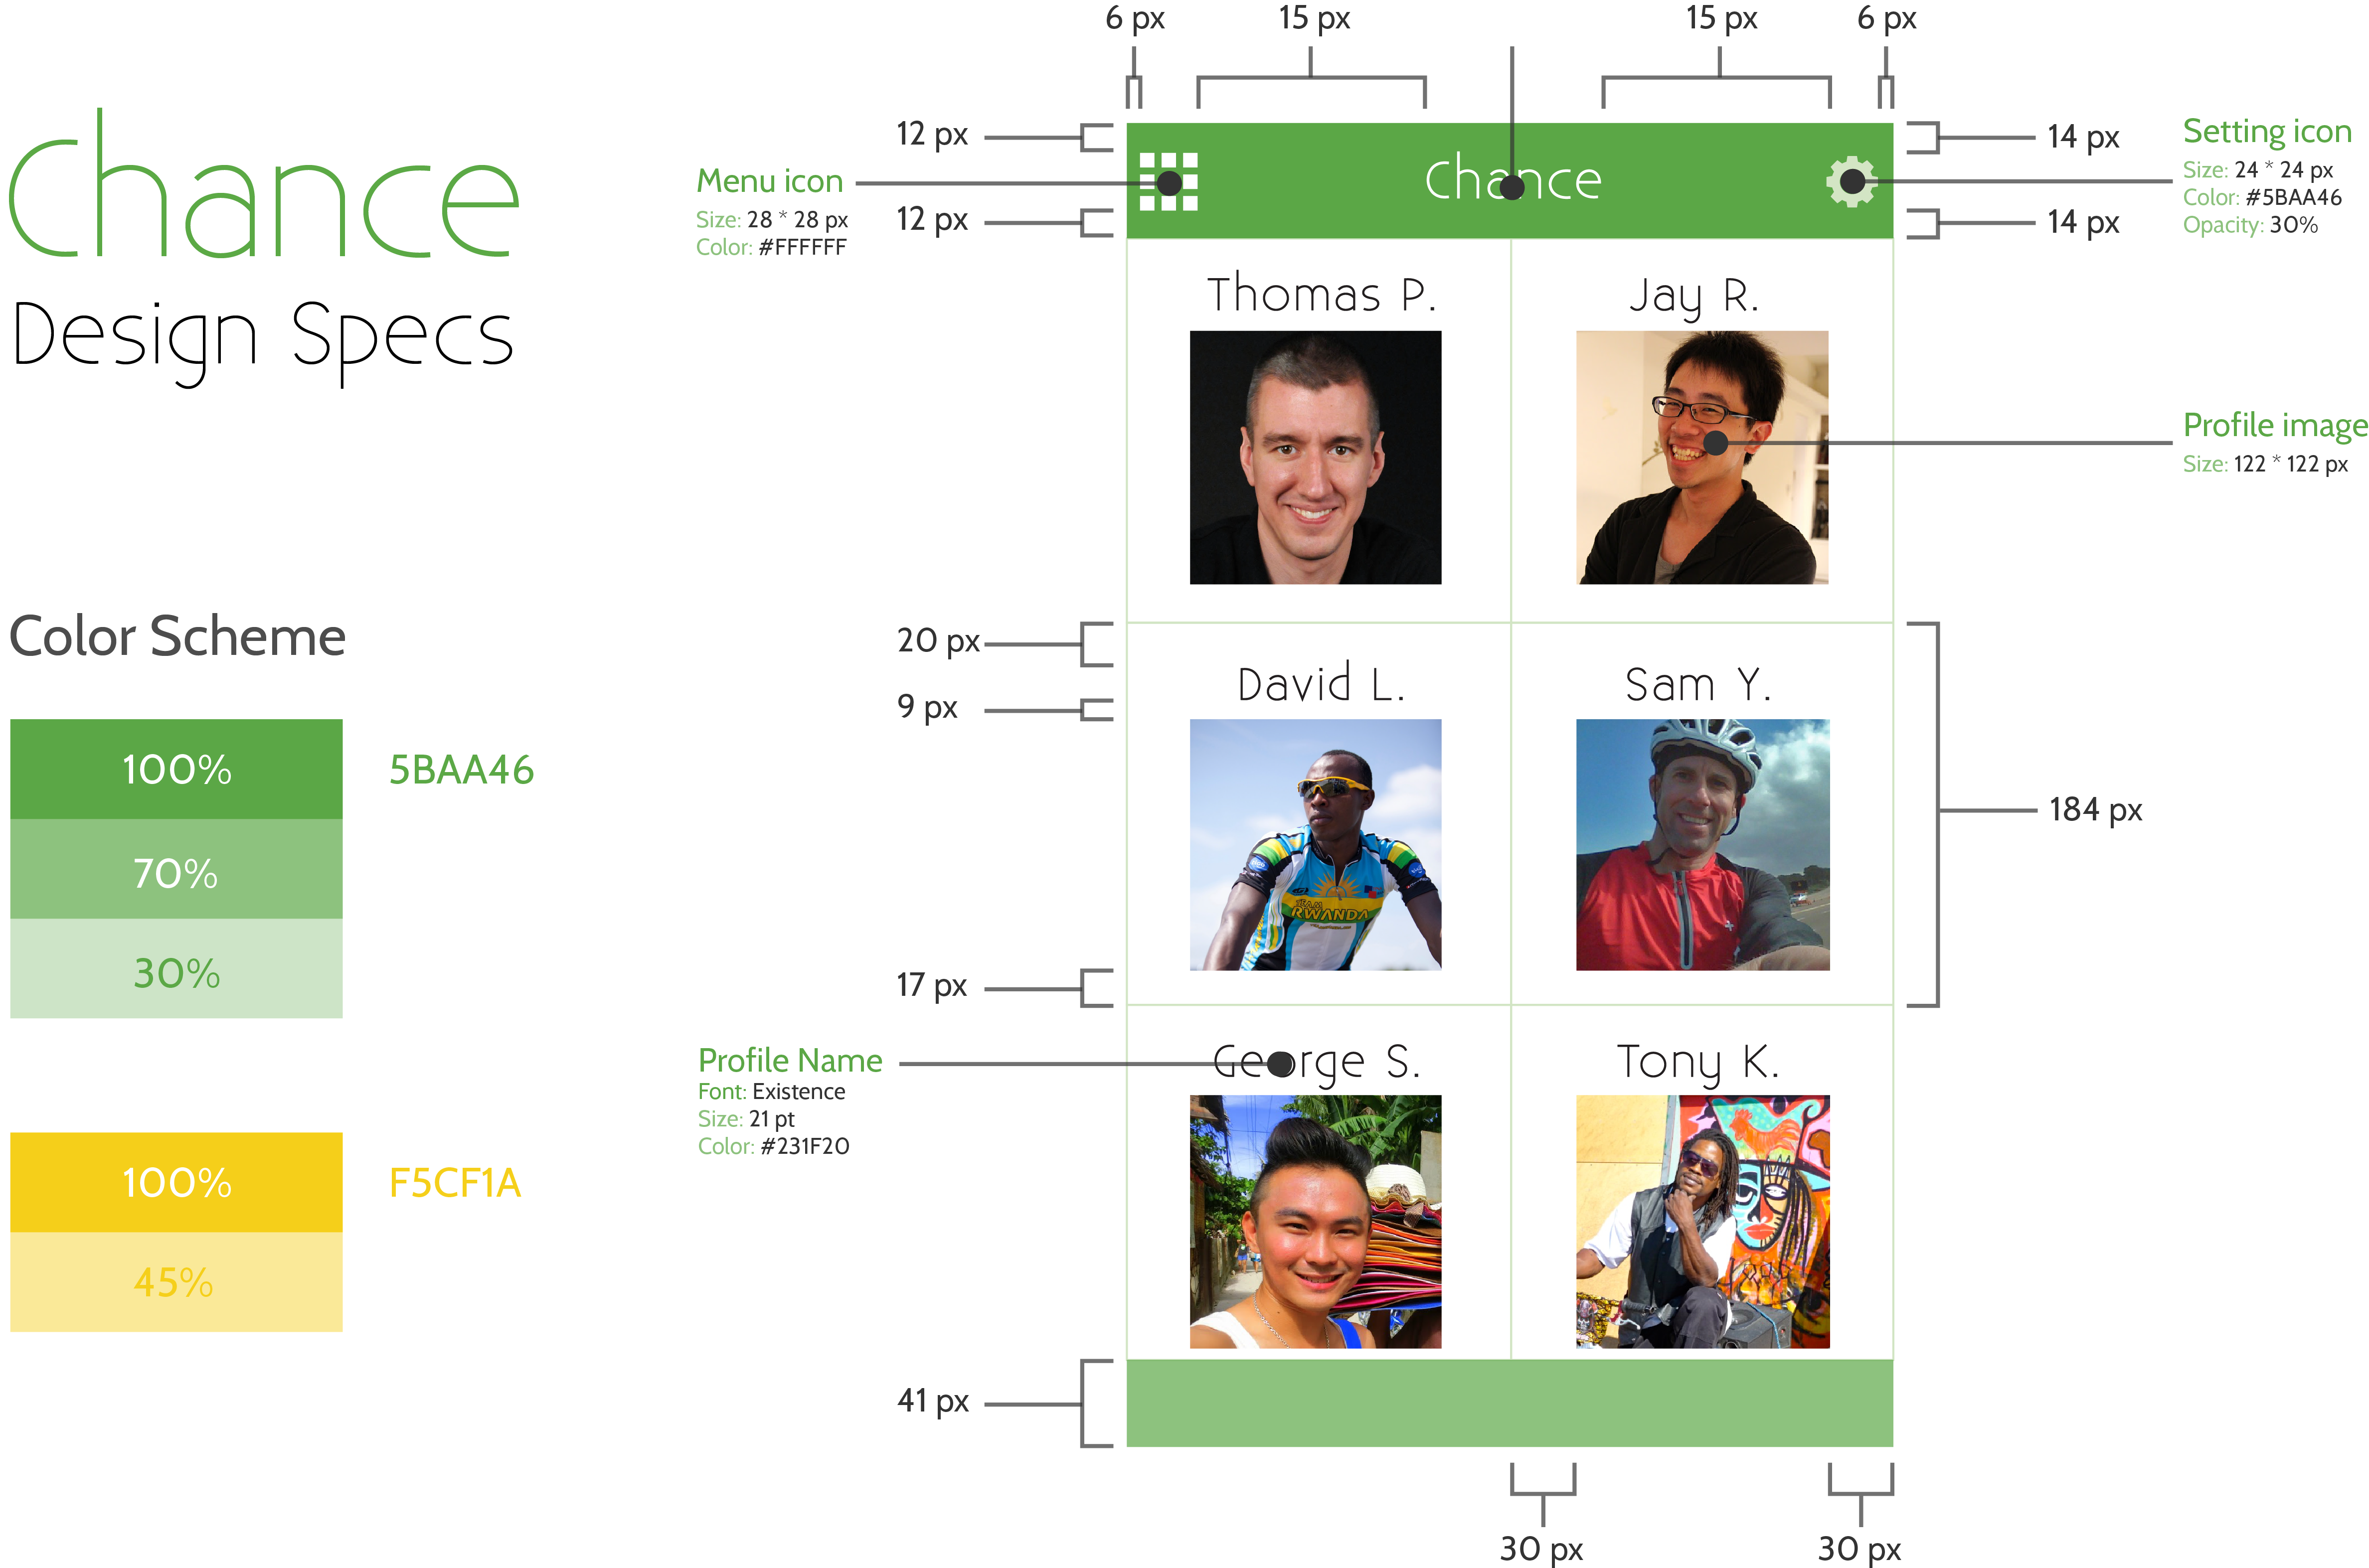 Chance
Design Specs
Color Scheme
100%
5BAA46
70%
30%
100%
F5CF1A
45%
6 px
15 px
15 px
6 px
12 px
Menu icon
Size: 28 * 28 px
Color: #FFFFFF
12 px
Chance
14 px
14 px
Setting icon
Size: 24 * 24 px
Color: #5BAA46
Opacity: 30%
Thomas P.
Jay R.
Profile image
Size: 122 * 122 px
20 px
9 px
David L.
Sam Y.
TEAM
RWANDA
184 px
17 px
Profile Name
Font: Existence
Size: 21 pt
Color: #231F20
George S.
Tony K.
41 px
30 px
30 px